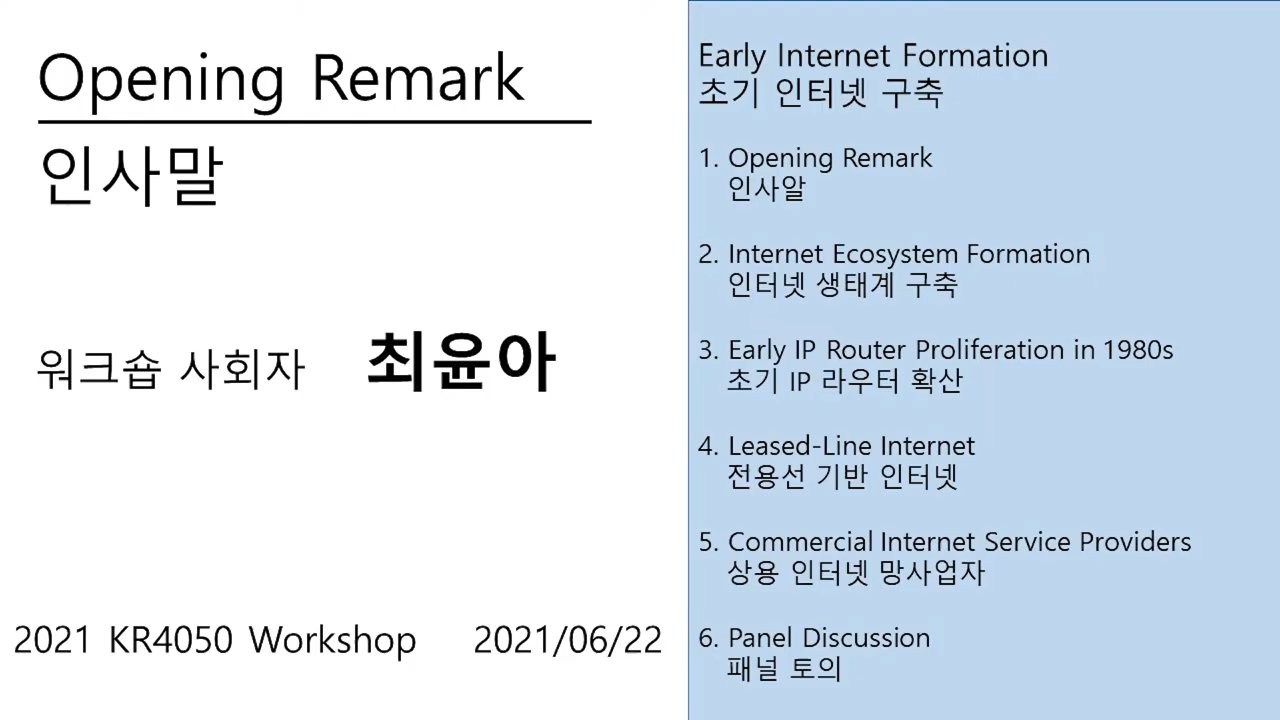 Opening Remark
인사말
워크숍 사회자 최윤아
2021 KR4050 Workshop 2021/06/22
Early Internet Formation
초기 인터넷 구축
1. Opening Remark
인사알
2. Internet Ecosystem Formation
인터넷 생태계 구축
3. Early IP Router Proliferation in 1980s
초기 IP 라우터 확산
4. Leased-Line Internet
전용선 기반 인터넷
5. Commercial Internet Service Providers
상용 인터넷 망사업자
6. Panel Discussion
패널 토의